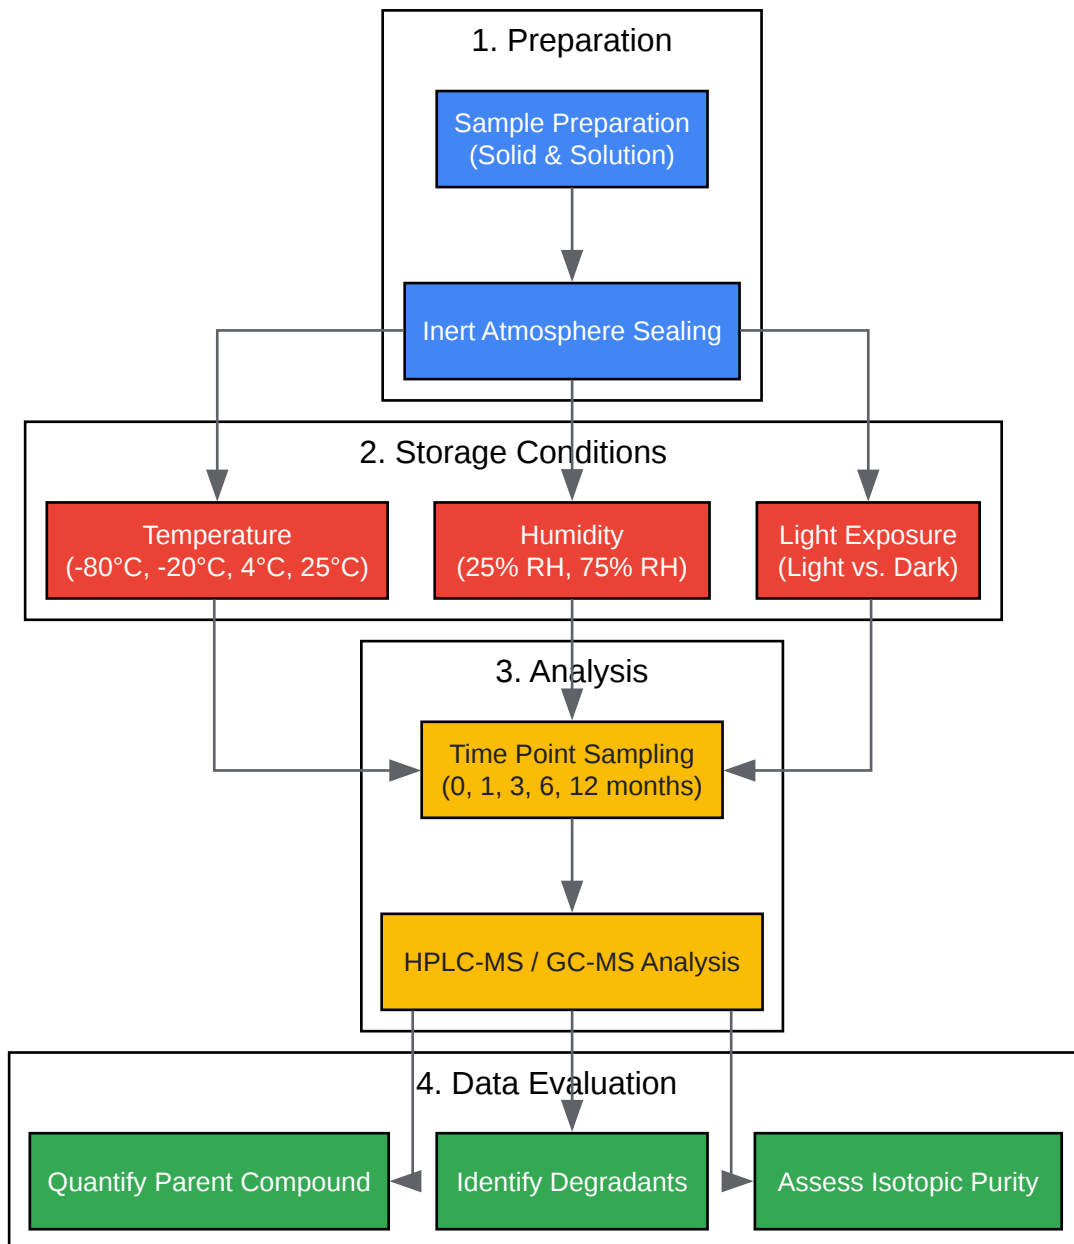 1. Preparation
Sample Preparation
(Solid & Solution)
Inert Atmosphere Sealing
2. Storage Conditions
Temperature
(-80°C, -20°C, 4°C, 25°C)
Humidity
(25% RH, 75% RH)
Light Exposure
(Light vs. Dark)
3. Analysis
Time Point Sampling
(0, 1, 3, 6, 12 months)
HPLC-MS / GC-MS Analysis
4. Data Evaluation
Quantify Parent Compound
Identify Degradants
Assess Isotopic Purity